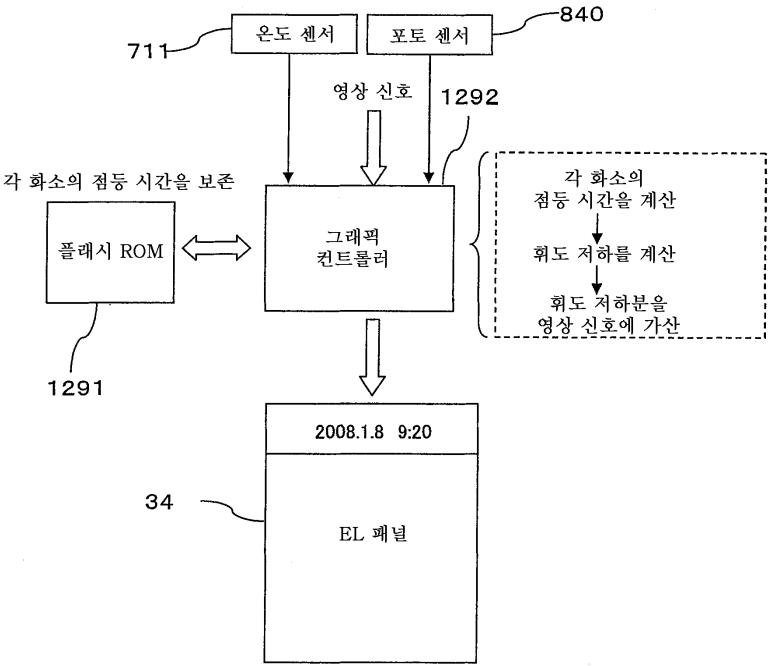 840
711
온도 센서
포토 센서
영상 신호
1292
각 화소의 점등 시간을 보존
플래시 ROM
그래픽
컨트롤러
각 화소의
점등 시간을 계산
휘도 저하를 계산
휘도 저하분을
영상 신호에 가산
1291
2008.1.8 9:20
34
EL 패널